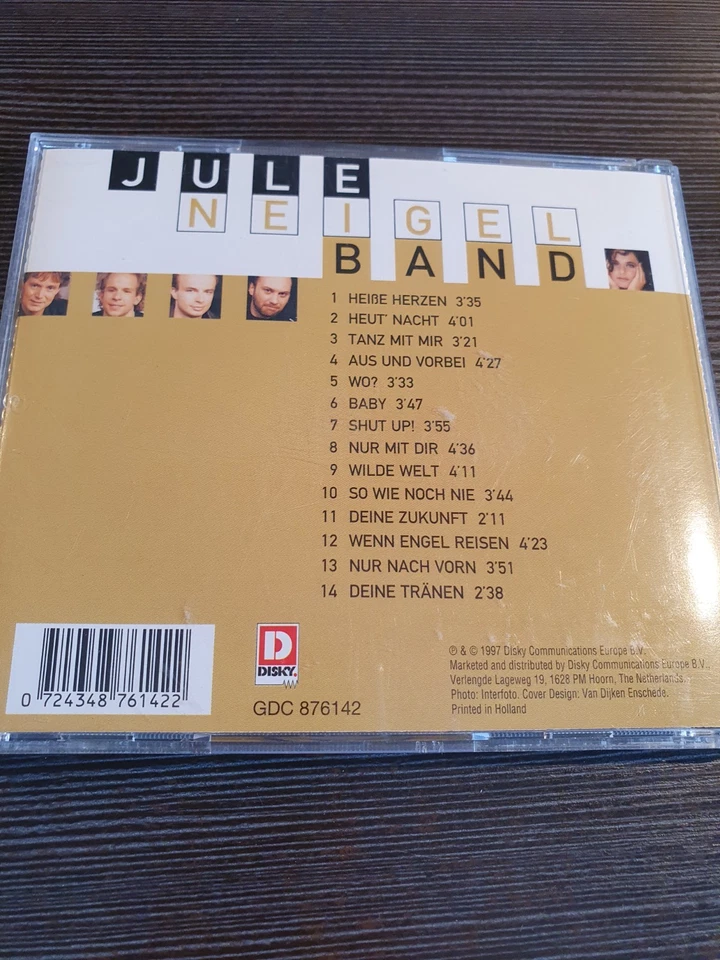 JULE
NEIGEL
BAND
1 HEIßE HERZEN 3'35
2 HEUT' NACHT 4'01
3 TANZ MIT MIR 3'21
4 AUS UND VORBEI 4'27
5 WO? 3'33
6 BABY 3'47
7 SHUT UP! 3'55
8 NUR MIT DIR 4'36
9 WILDE WELT 4'11
10 SO WIE NOCH NIE 3'44
11 DEINE ZUKUNFT 2'11
12 WENN ENGEL REISEN 4'23
13 NUR NACH VORN 3'51
14 DEINE TRÄNEN 2'38
0 724348 761422
D
DISKY.
GDC 876142
℗ & © 1997 Disky Communications Europe B.V.
Marketed and distributed by Disky Communications Europe B.V.,
Verlengde Lageweg 19, 1628 PM Hoorn, The Netherlands.
Photo: Interfoto. Cover Design: Van Dijken Enschede.
Printed in Holland